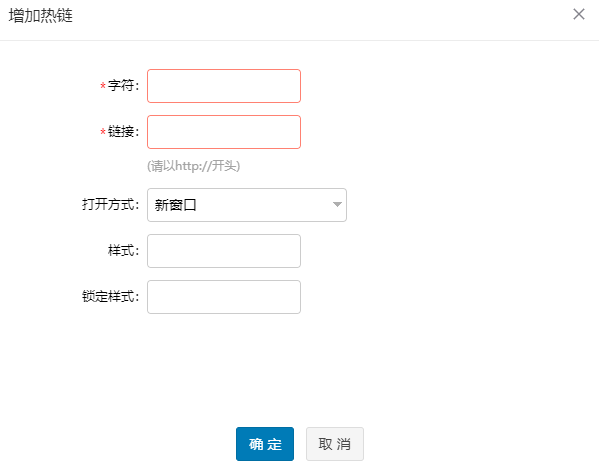 增加热链
*字符：
*链接：
(请以http://开头)
打开方式： 新窗口
样式：
锁定样式：
确定 取消